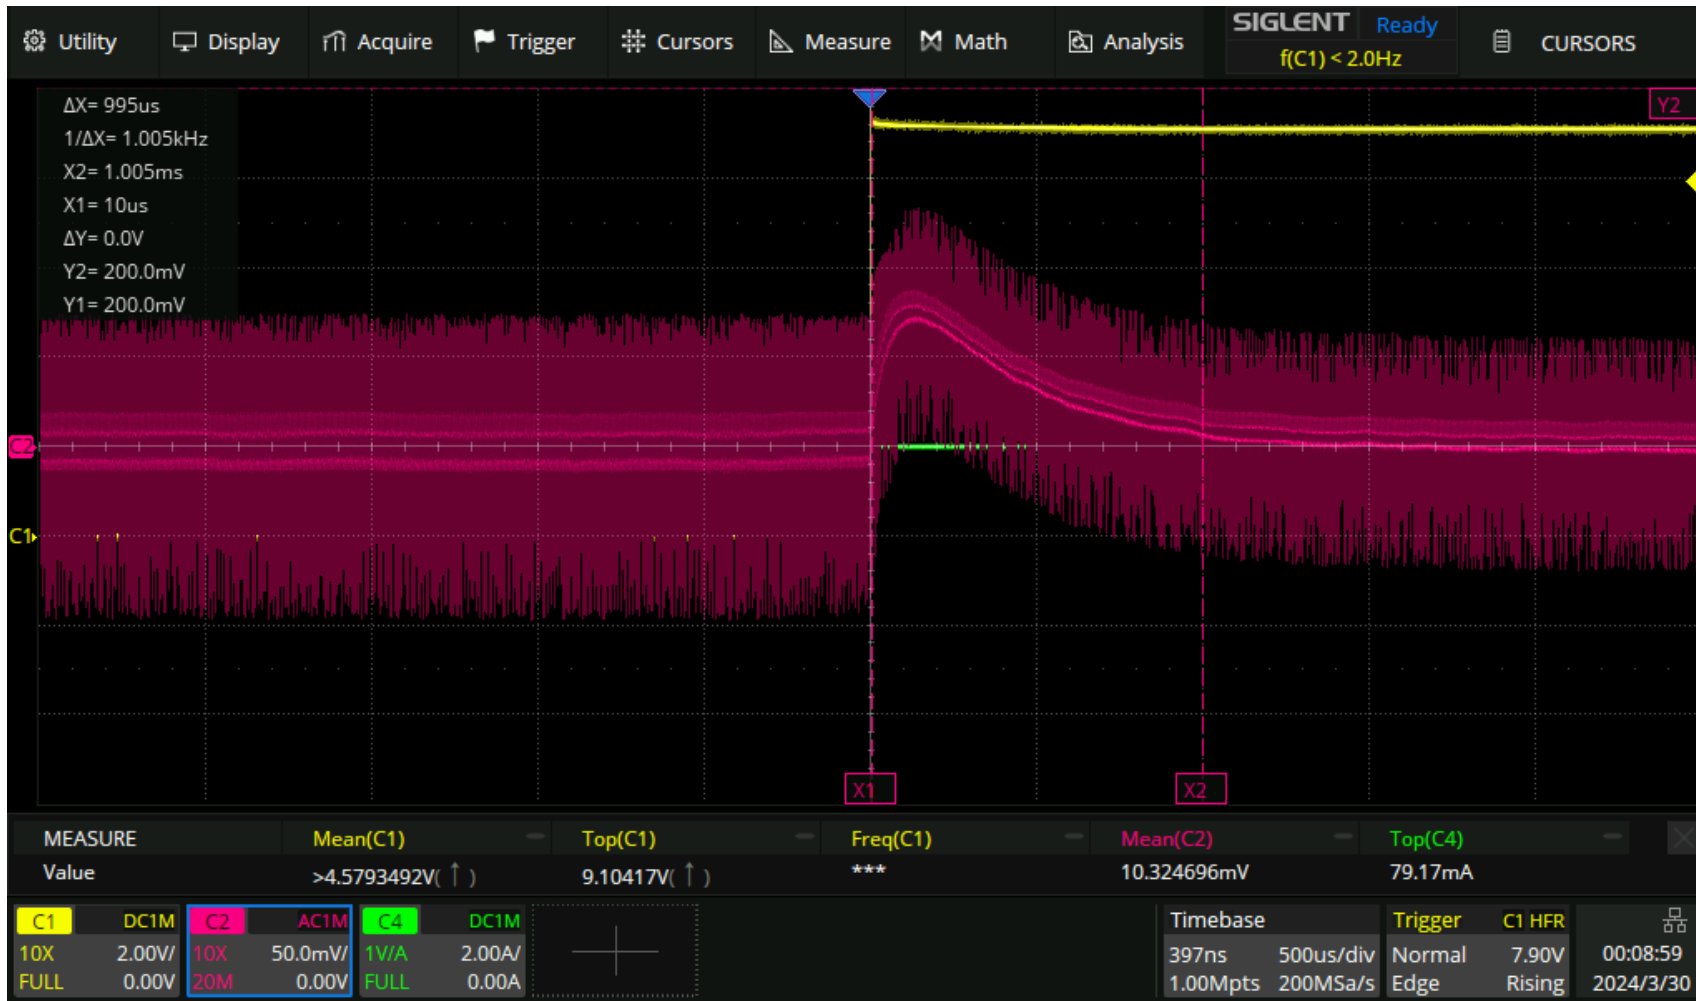 Utility Display Acquire Trigger Cursors Measure Math Analysis SIGLENT Ready CURSORS
f(C1) < 2.0Hz
ΔX= 995us
1/ΔX= 1.005kHz
X2= 1.005ms
X1= 10us
ΔY= 0.0V
Y2= 200.0mV
Y1= 200.0mV
Y2
C2
C1
X1 X2
MEASURE Mean(C1) Top(C1) Freq(C1) Mean(C2) Top(C4)
Value >4.5793492V(↑) 9.10417V(↑) *** 10.324696mV 79.17mA
C1 DC1M C2 AC1M C4 DC1M Timebase Trigger C1 HFR
10X 2.00V/ 10X 50.0mV/ 1V/A 2.00A/ 397ns 500us/div Normal 7.90V 00:08:59
FULL 0.00V 20M 0.00V FULL 0.00A 1.00Mpts 200MSa/s Edge Rising 2024/3/30